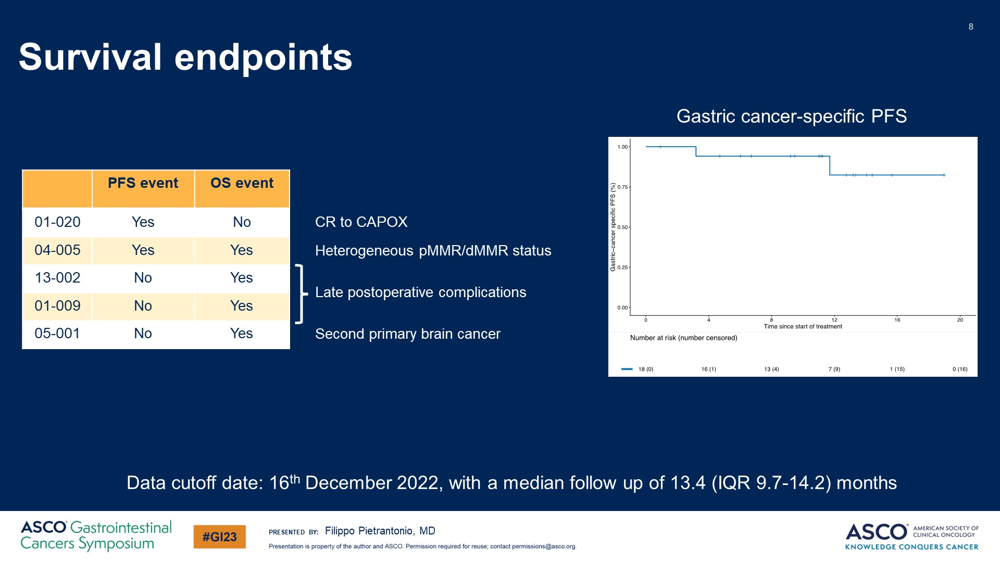 8
Survival endpoints
PFS event OS event
01-020 Yes No CR to CAPOX
04-005 Yes Yes Heterogeneous pMMR/dMMR status
13-002 No Yes
Late postoperative complications
01-009 No Yes
05-001 No Yes Second primary brain cancer
Gastric cancer-specific PFS
Gastric–cancer specific PFS (%)
1.00
0.75
0.50
0.25
0.00
0 4 8 12 16 20
Time since start of treatment
Number at risk (number censored)
18 (0) 16 (1) 13 (4) 7 (9) 1 (15) 0 (16)
Data cutoff date: 16th December 2022, with a median follow up of 13.4 (IQR 9.7-14.2) months
ASCO® Gastrointestinal
Cancers Symposium
#GI23
PRESENTED BY: Filippo Pietrantonio, MD
Presentation is property of the author and ASCO. Permission required for reuse; contact permissions@asco.org.
ASCO® AMERICAN SOCIETY OF
CLINICAL ONCOLOGY
KNOWLEDGE CONQUERS CANCER